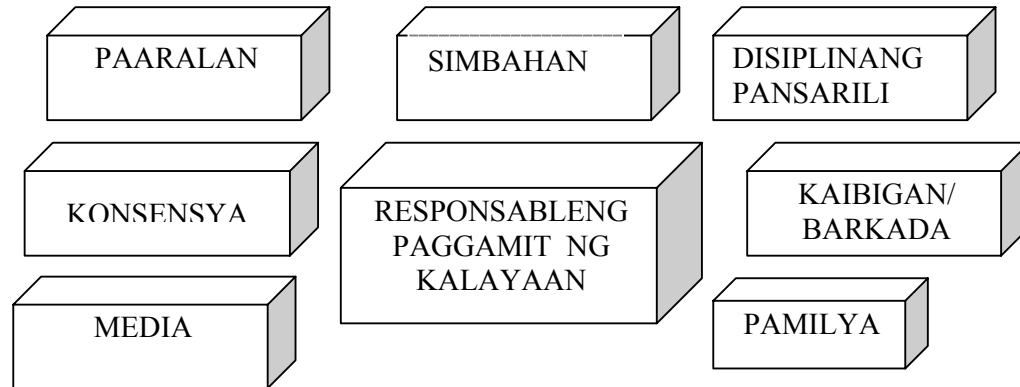 PAARALAN
SIMBAHAN
DISIPLINANG
PANSARILI
KONSENSYA
RESPONSABLENG
PAGGAMIT NG
KALAYAAN
KAIBIGAN/
BARKADA
MEDIA
PAMILYA